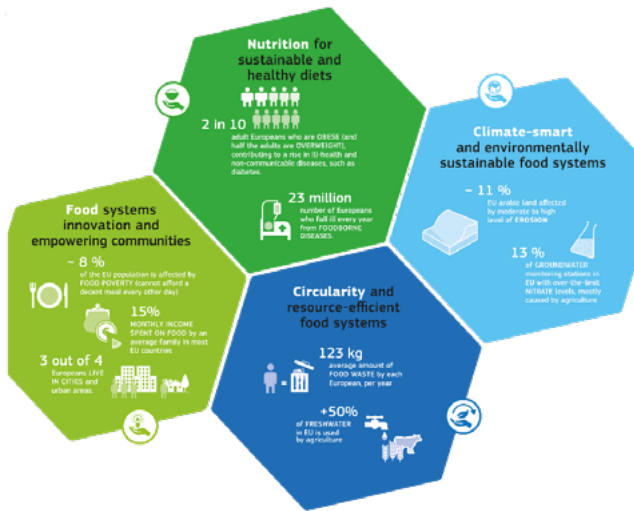 Nutrition for
sustainable and
healthy diets
2 in 10
adult Europeans who are OBESE (and
half the adults are OVERWEIGHT),
contributing to a rise in ill-health and
non-communicable diseases, such as
diabetes.
23 million
number of Europeans
who fall ill every year
from FOODBORNE
DISEASES.
Climate-smart
and environmentally
sustainable food systems
~ 11 %
EU arable land affected
by moderate to high
level of EROSION
13 %
of GROUNDWATER
monitoring stations in
EU with over-the-limit
NITRATE levels, mostly
caused by agriculture
Food systems
innovation and
empowering communities
~ 8 %
of the EU population is affected by
FOOD POVERTY (cannot afford a
decent meal every other day)
15%
MONTHLY INCOME
SPENT ON FOOD by an
average family in most
EU countries
3 out of 4
Europeans LIVE
IN CITIES and
urban areas.
Circularity and
resource-efficient
food systems
123 kg
average amount of
FOOD WASTE by each
European, per year
+50%
of FRESHWATER
in EU is used by
agriculture